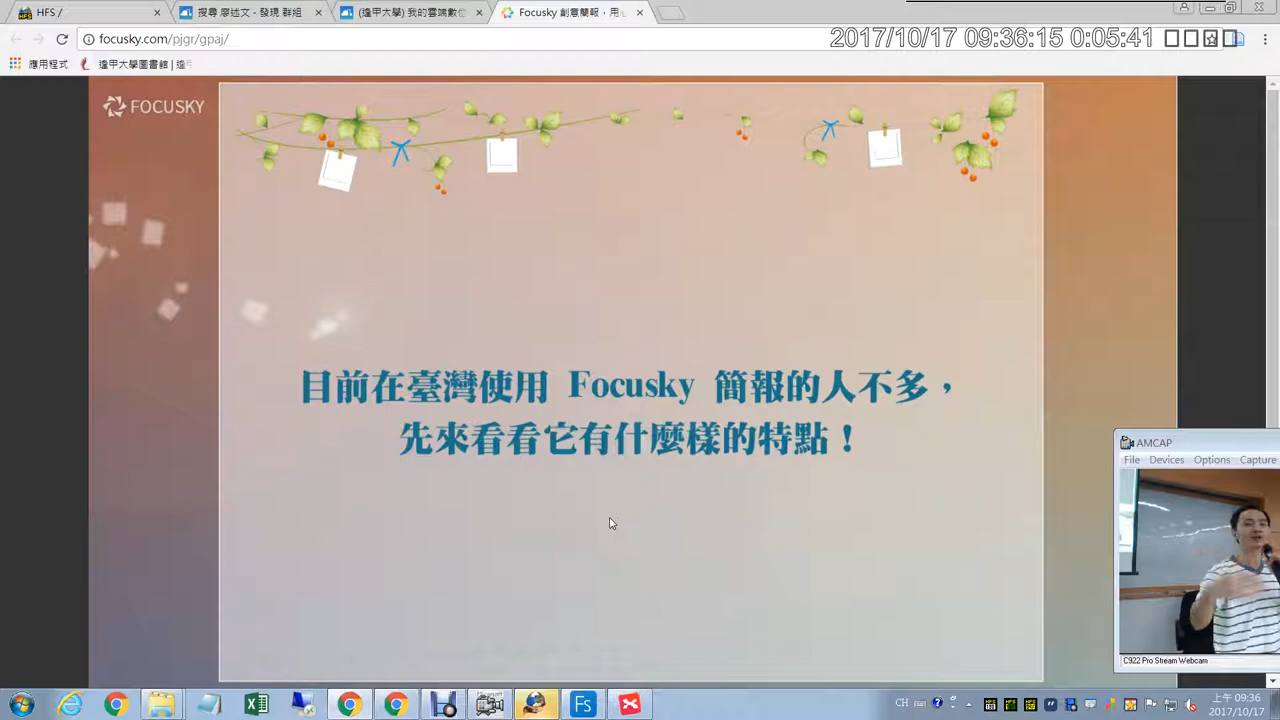 HFS /
搜尋 廖述文 - 發現 群組
(逢甲大學) 我的雲端數位
Focusky 創意簡報，用
focusky.com/pjgr/gpaj/
2017/10/17 09:36:15 0:05:41
應用程式
逢甲大學圖書館 | 逢
FOCUSKY
目前在臺灣使用 Focusky 簡報的人不多，
先來看看它有什麼樣的特點！
AMCAP
File Devices Options Capture
C922 Pro Stream Webcam
Fs
CH
上午 09:36
2017/10/17